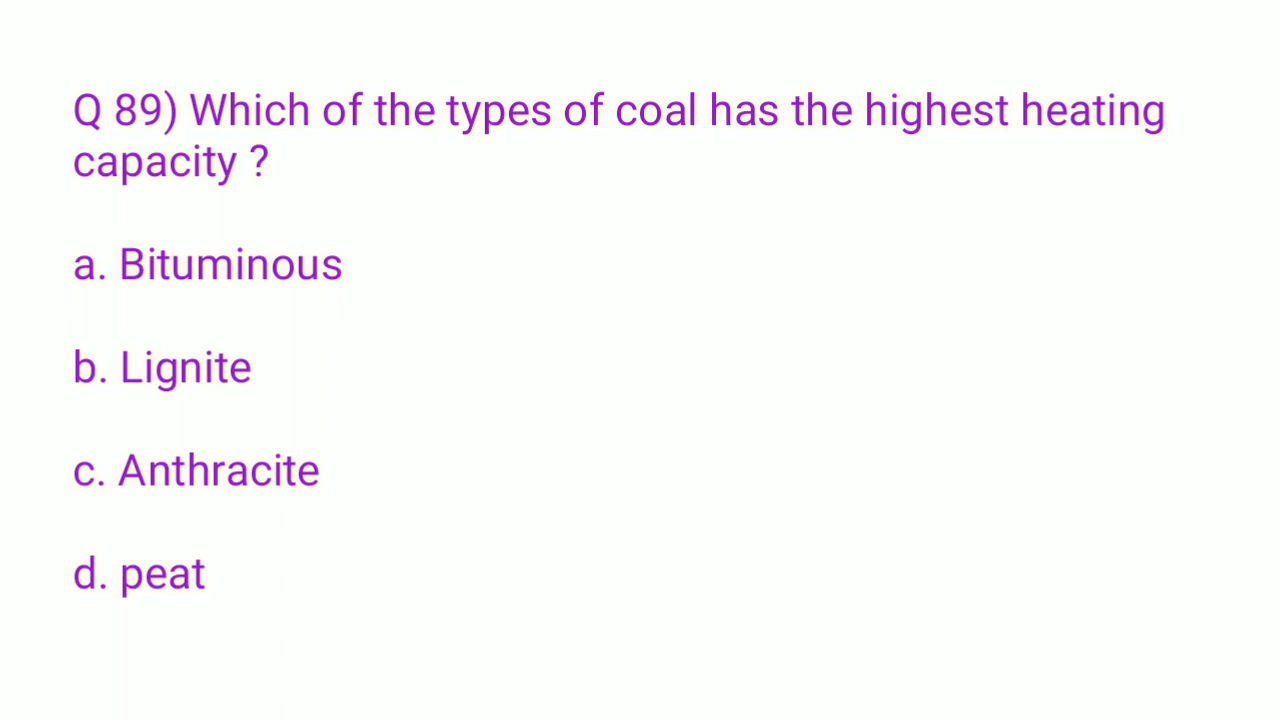 Q 89) Which of the types of coal has the highest heating
capacity ?
a. Bituminous
b. Lignite
c. Anthracite
d. peat